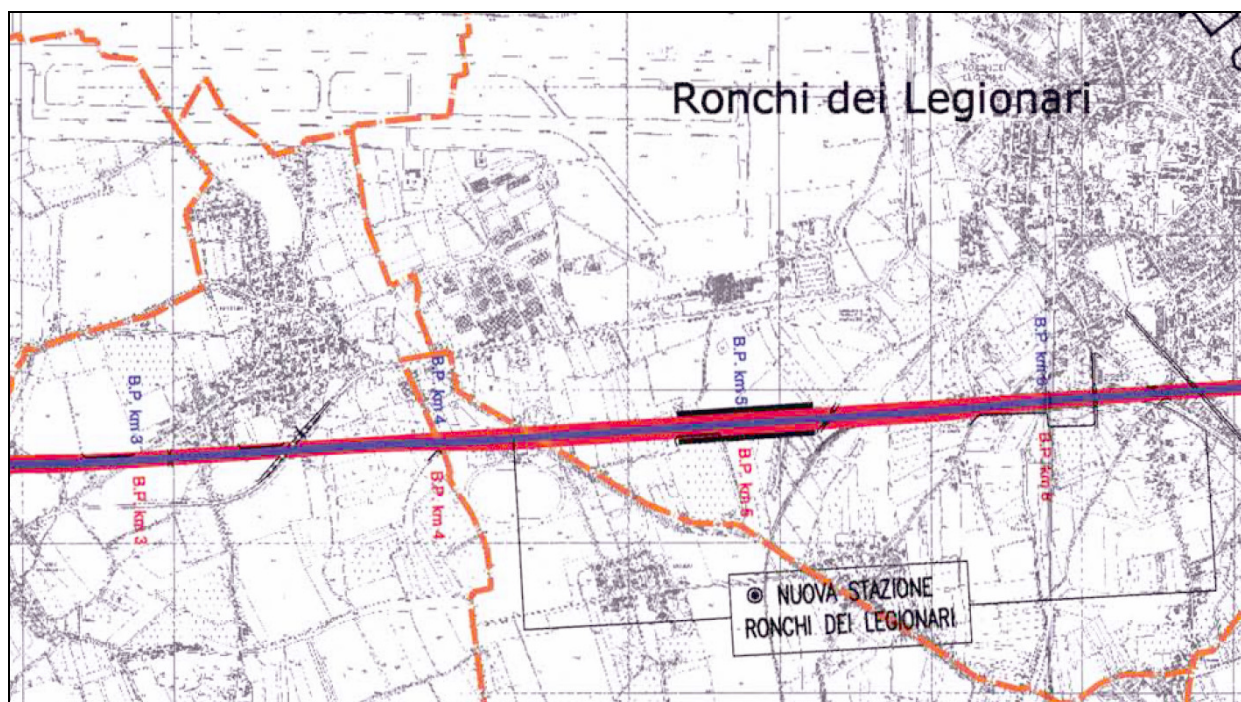 Ronchi dei Legionari
B.P. km 3
B.P. km 4
B.P. km 5
B.P. km 6
B.P. km 3
B.P. km 4
B.P. km 5
B.P. km 6
NUOVA STAZIONE
RONCHI DEI LEGIONARI